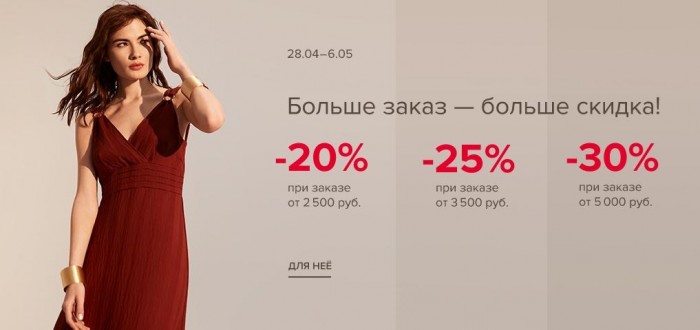 28.04–6.05
Больше заказ — больше скидка!
-20%
при заказе
от 2 500 руб.
-25%
при заказе
от 3 500 руб.
-30%
при заказе
от 5 000 руб.
ДЛЯ НЕЁ